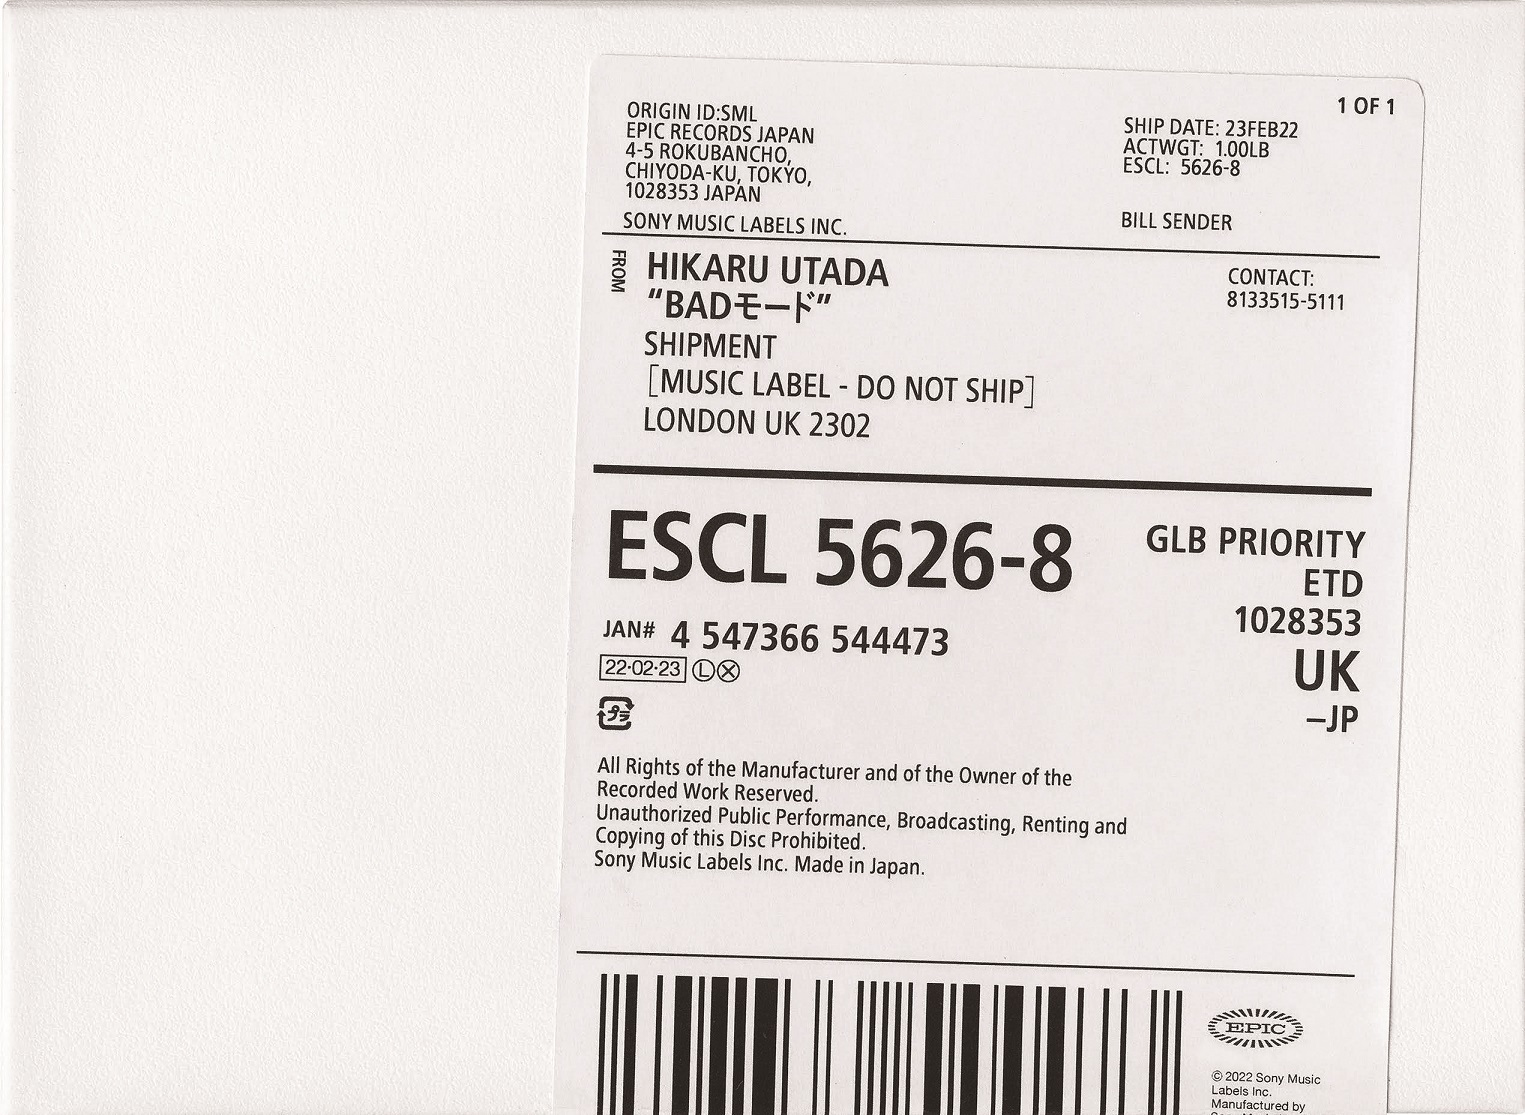 1 OF 1
ORIGIN ID:SML
EPIC RECORDS JAPAN
4-5 ROKUBANCHO,
CHIYODA-KU, TOKYO,
1028353 JAPAN
SONY MUSIC LABELS INC.
SHIP DATE: 23FEB22
ACTWGT: 1.00LB
ESCL: 5626-8
BILL SENDER
FROM
HIKARU UTADA
“BADモード”
SHIPMENT
[MUSIC LABEL - DO NOT SHIP]
LONDON UK 2302
CONTACT:
8133515-5111
ESCL 5626-8
JAN# 4 547366 544473
22·02·23 Ⓛ Ⓧ
プラ
GLB PRIORITY
ETD
1028353
UK
–JP
All Rights of the Manufacturer and of the Owner of the
Recorded Work Reserved.
Unauthorized Public Performance, Broadcasting, Renting and
Copying of this Disc Prohibited.
Sony Music Labels Inc. Made in Japan.
EPIC
© 2022 Sony Music
Labels Inc.
Manufactured by